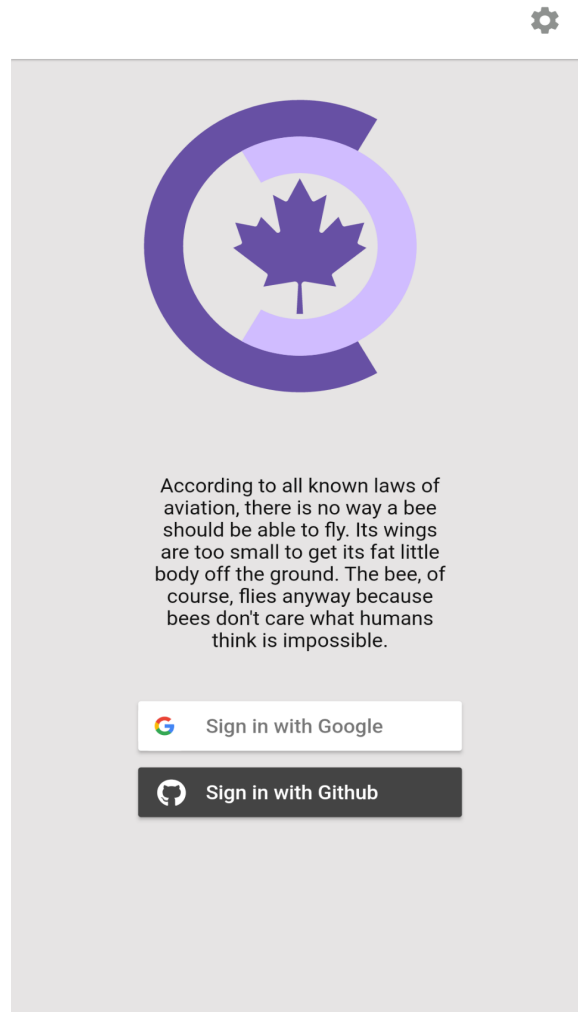 According to all known laws of
aviation, there is no way a bee
should be able to fly. Its wings
are too small to get its fat little
body off the ground. The bee, of
course, flies anyway because
bees don't care what humans
think is impossible.
Sign in with Google
Sign in with Github